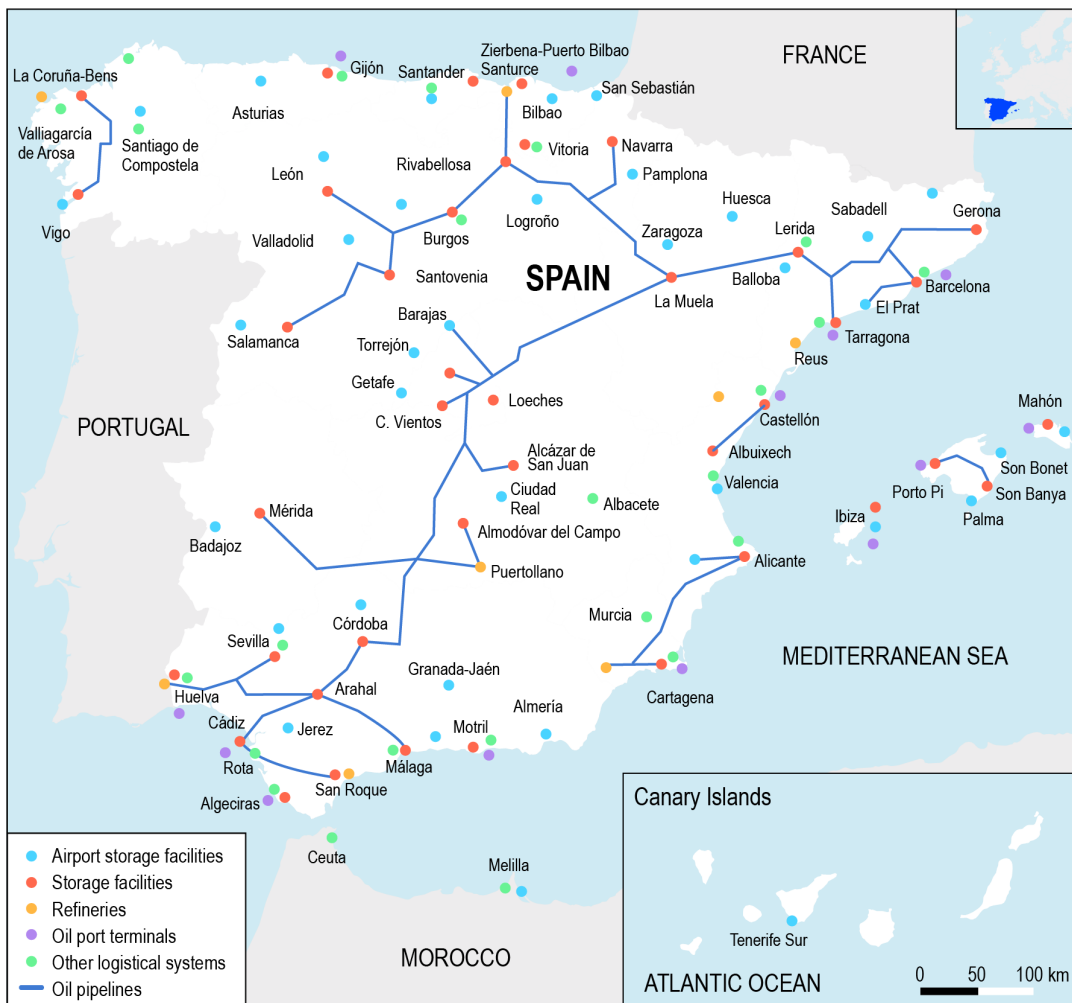 FRANCE
Zierbena-Puerto Bilbao
Santurce
La Coruña-Bens
Gijón
Santander
San Sebastián
Asturias
Bilbao
Valliagarcía
de Arosa
Santiago de
Compostela
Rivabellosa
Vitoria
Navarra
León
Pamplona
Vigo
Huesca
Sabadell
Gerona
Logroño
Burgos
Valladolid
Zaragoza
Lerida
Santovenia
SPAIN
Balloba
Barcelona
La Muela
El Prat
Barajas
Salamanca
Tarragona
Torrejón
Reus
Getafe
Loeches
C. Vientos
Castellón
Mahón
PORTUGAL
Alcázar de
San Juan
Albuixech
Son Bonet
Valencia
Porto Pi
Son Banya
Ciudad
Real
Albacete
Mérida
Ibiza
Palma
Almodóvar del Campo
Badajoz
Alicante
Puertollano
Murcia
Córdoba
Sevilla
MEDITERRANEAN SEA
Granada-Jaén
Arahal
Huelva
Cartagena
Almería
Cádiz
Jerez
Motril
Rota
Málaga
San Roque
Algeciras
Canary Islands
Ceuta
Melilla
Tenerife Sur
MOROCCO
ATLANTIC OCEAN
0 50 100 km
Airport storage facilities
Storage facilities
Refineries
Oil port terminals
Other logistical systems
Oil pipelines